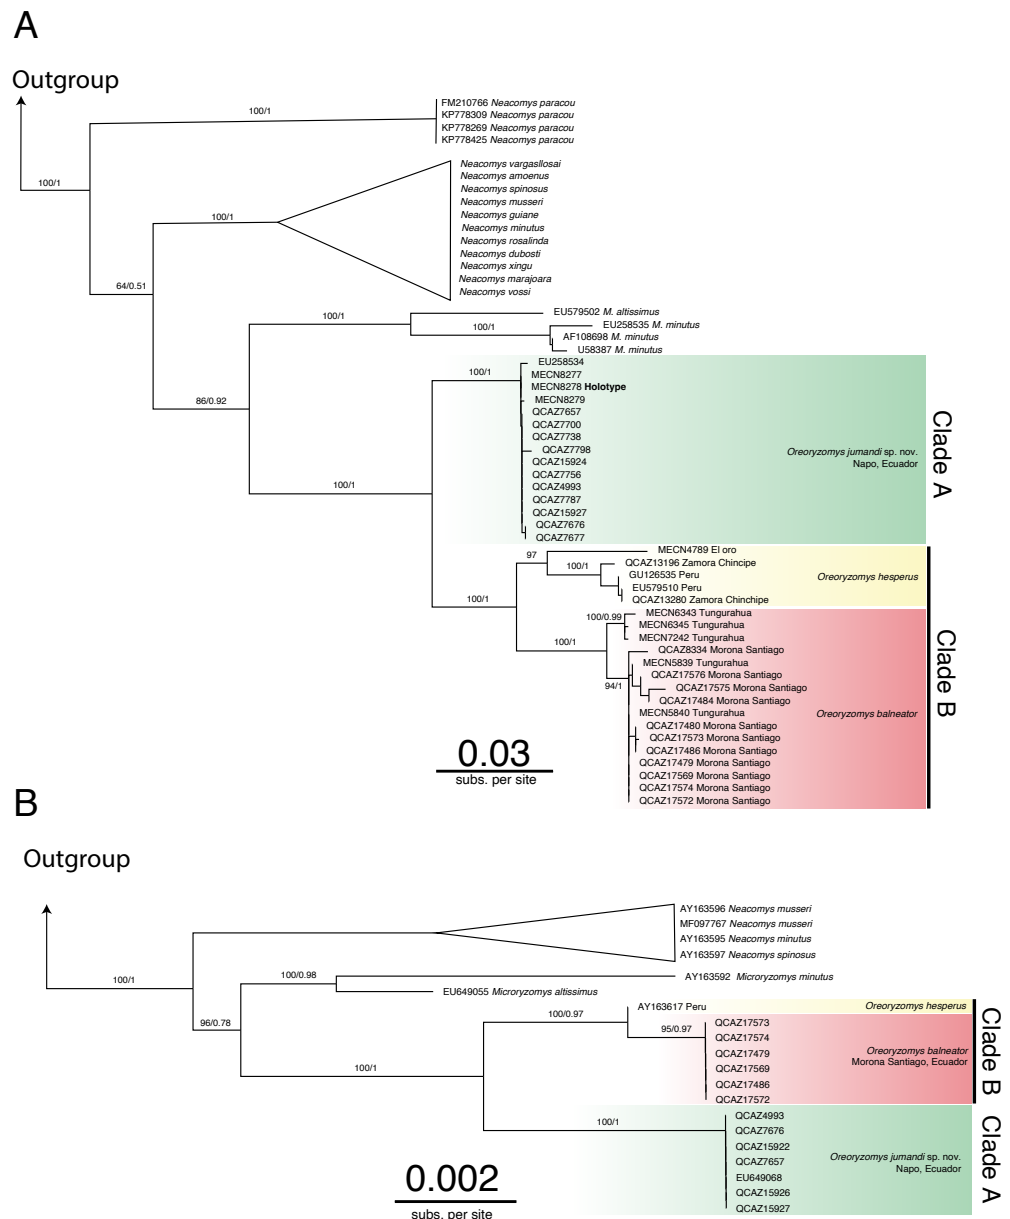 A
Outgroup
100/1
FM210766 Neacomys paracou
KP778309 Neacomys paracou
KP778269 Neacomys paracou
KP778425 Neacomys paracou
100/1
100/1
Neacomys vargasllosai
Neacomys amoenus
Neacomys spinosus
Neacomys musseri
Neacomys guiane
Neacomys minutus
Neacomys rosalinda
Neacomys dubosti
Neacomys xingu
Neacomys marajoara
Neacomys vossi
64/0.51
100/1
EU579502 M. altissimus
100/1
EU258535 M. minutus
AF108698 M. minutus
U58387 M. minutus
86/0.92
100/1
100/1
EU258534
MECN8277
MECN8278 Holotype
MECN8279
QCAZ7657
QCAZ7700
QCAZ7738
QCAZ7798
QCAZ15924
QCAZ7756
QCAZ4993
QCAZ7787
QCAZ15927
QCAZ7676
QCAZ7677
Oreoryzomys jumandi sp. nov.
Napo, Ecuador
Clade A
100/1
97
MECN4789 El oro
100/1
QCAZ13196 Zamora Chincipe
GU126535 Peru
EU579510 Peru
QCAZ13280 Zamora Chinchipe
Oreoryzomys hesperus
100/1
100/0.99
MECN6343 Tungurahua
MECN6345 Tungurahua
MECN7242 Tungurahua
94/1
QCAZ8334 Morona Santiago
MECN5839 Tungurahua
QCAZ17576 Morona Santiago
QCAZ17575 Morona Santiago
QCAZ17484 Morona Santiago
MECN5840 Tungurahua
QCAZ17480 Morona Santiago
QCAZ17573 Morona Santiago
QCAZ17486 Morona Santiago
QCAZ17479 Morona Santiago
QCAZ17569 Morona Santiago
QCAZ17574 Morona Santiago
QCAZ17572 Morona Santiago
Oreoryzomys balneator
Clade B
0.03
subs. per site
B
Outgroup
100/1
AY163596 Neacomys musseri
MF097767 Neacomys musseri
AY163595 Neacomys minutus
AY163597 Neacomys spinosus
96/0.78
100/0.98
AY163592 Microryzomys minutus
EU649055 Microryzomys altissimus
100/1
100/0.97
AY163617 Peru
Oreoryzomys hesperus
95/0.97
QCAZ17573
QCAZ17574
QCAZ17479
QCAZ17569
QCAZ17486
QCAZ17572
Oreoryzomys balneator
Morona Santiago, Ecuador
Clade B
100/1
QCAZ4993
QCAZ7676
QCAZ15922
QCAZ7657
EU649068
QCAZ15926
QCAZ15927
Oreoryzomys jumandi sp. nov.
Napo, Ecuador
Clade A
0.002
subs. per site